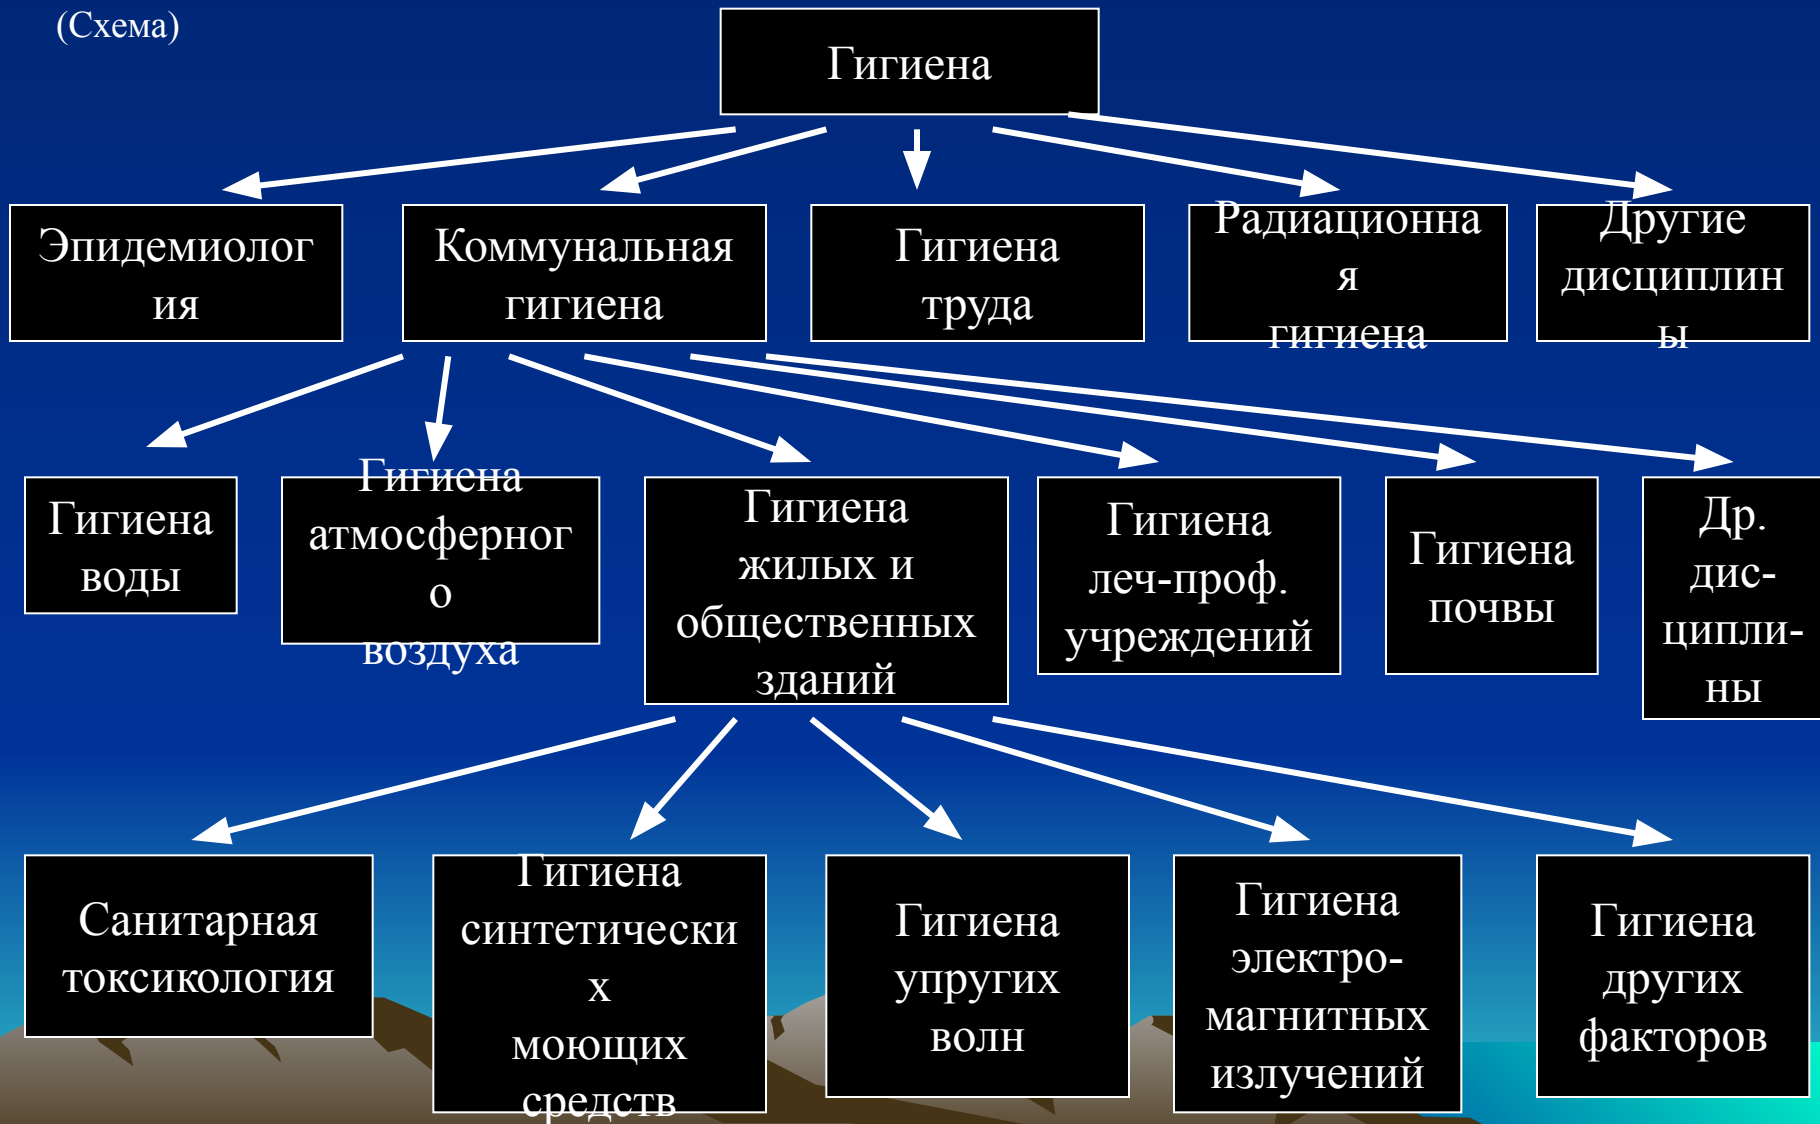 (Схема)
Гигиена
Эпидемиолог
ия
Коммунальная
гигиена
Гигиена
труда
Радиационна
я
гигиена
Другие
дисциплин
ы
Гигиена
воды
Гигиена
атмосферног
о
воздуха
Гигиена
жилых и
общественных
зданий
Гигиена
леч-проф.
учреждений
Гигиена
почвы
Др.
дис-
ципли-
ны
Санитарная
токсикология
Гигиена
синтетически
х
моющих
средств
Гигиена
упругих
волн
Гигиена
электро-
магнитных
излучений
Гигиена
других
факторов